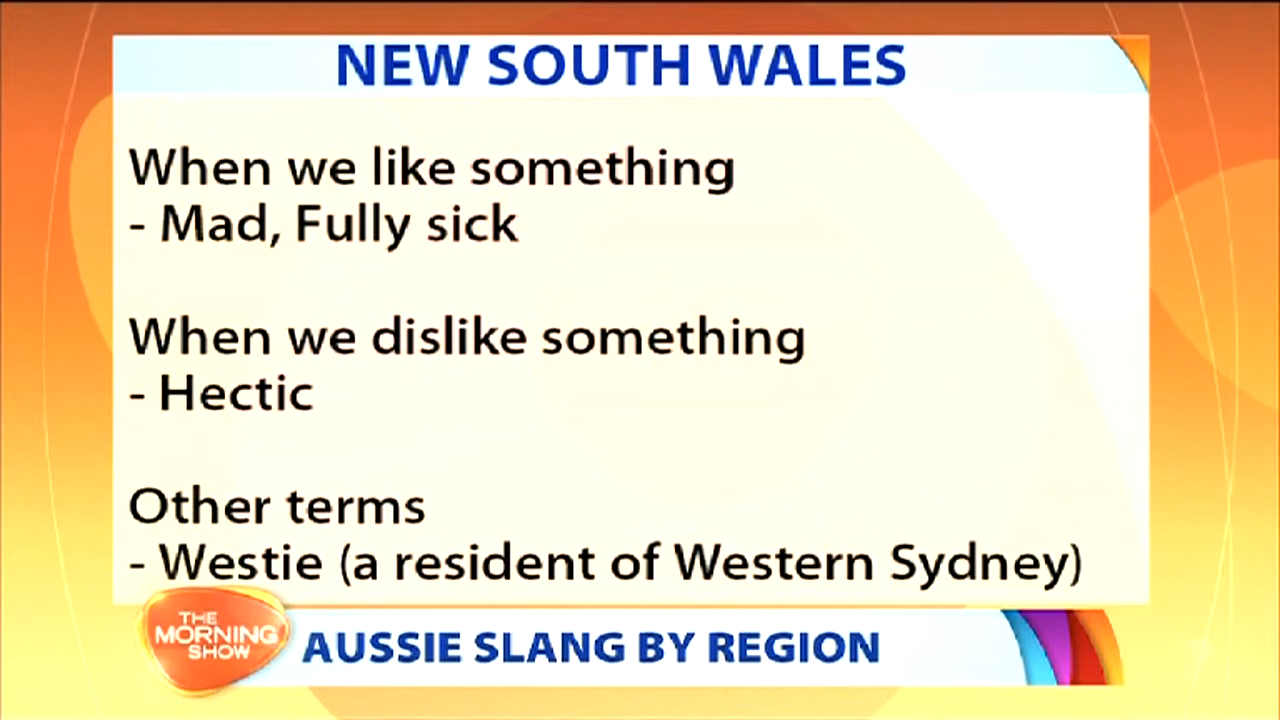 NEW SOUTH WALES
When we like something
- Mad, Fully sick
When we dislike something
- Hectic
Other terms
- Westie (a resident of Western Sydney)
THE
MORNING
SHOW
AUSSIE SLANG BY REGION